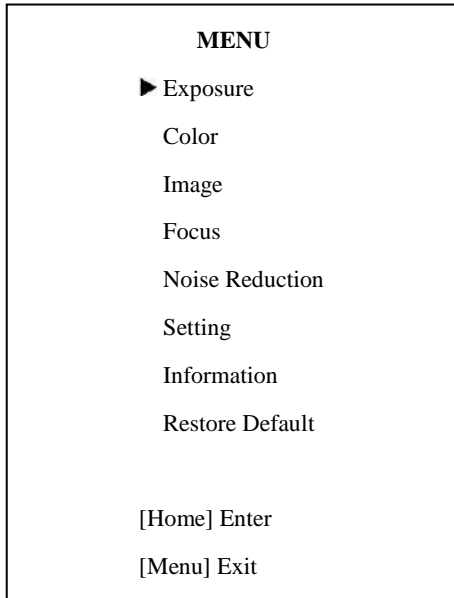 MENU
Exposure
Color
Image
Focus
Noise Reduction
Setting
Information
Restore Default
[Home] Enter
[Menu] Exit